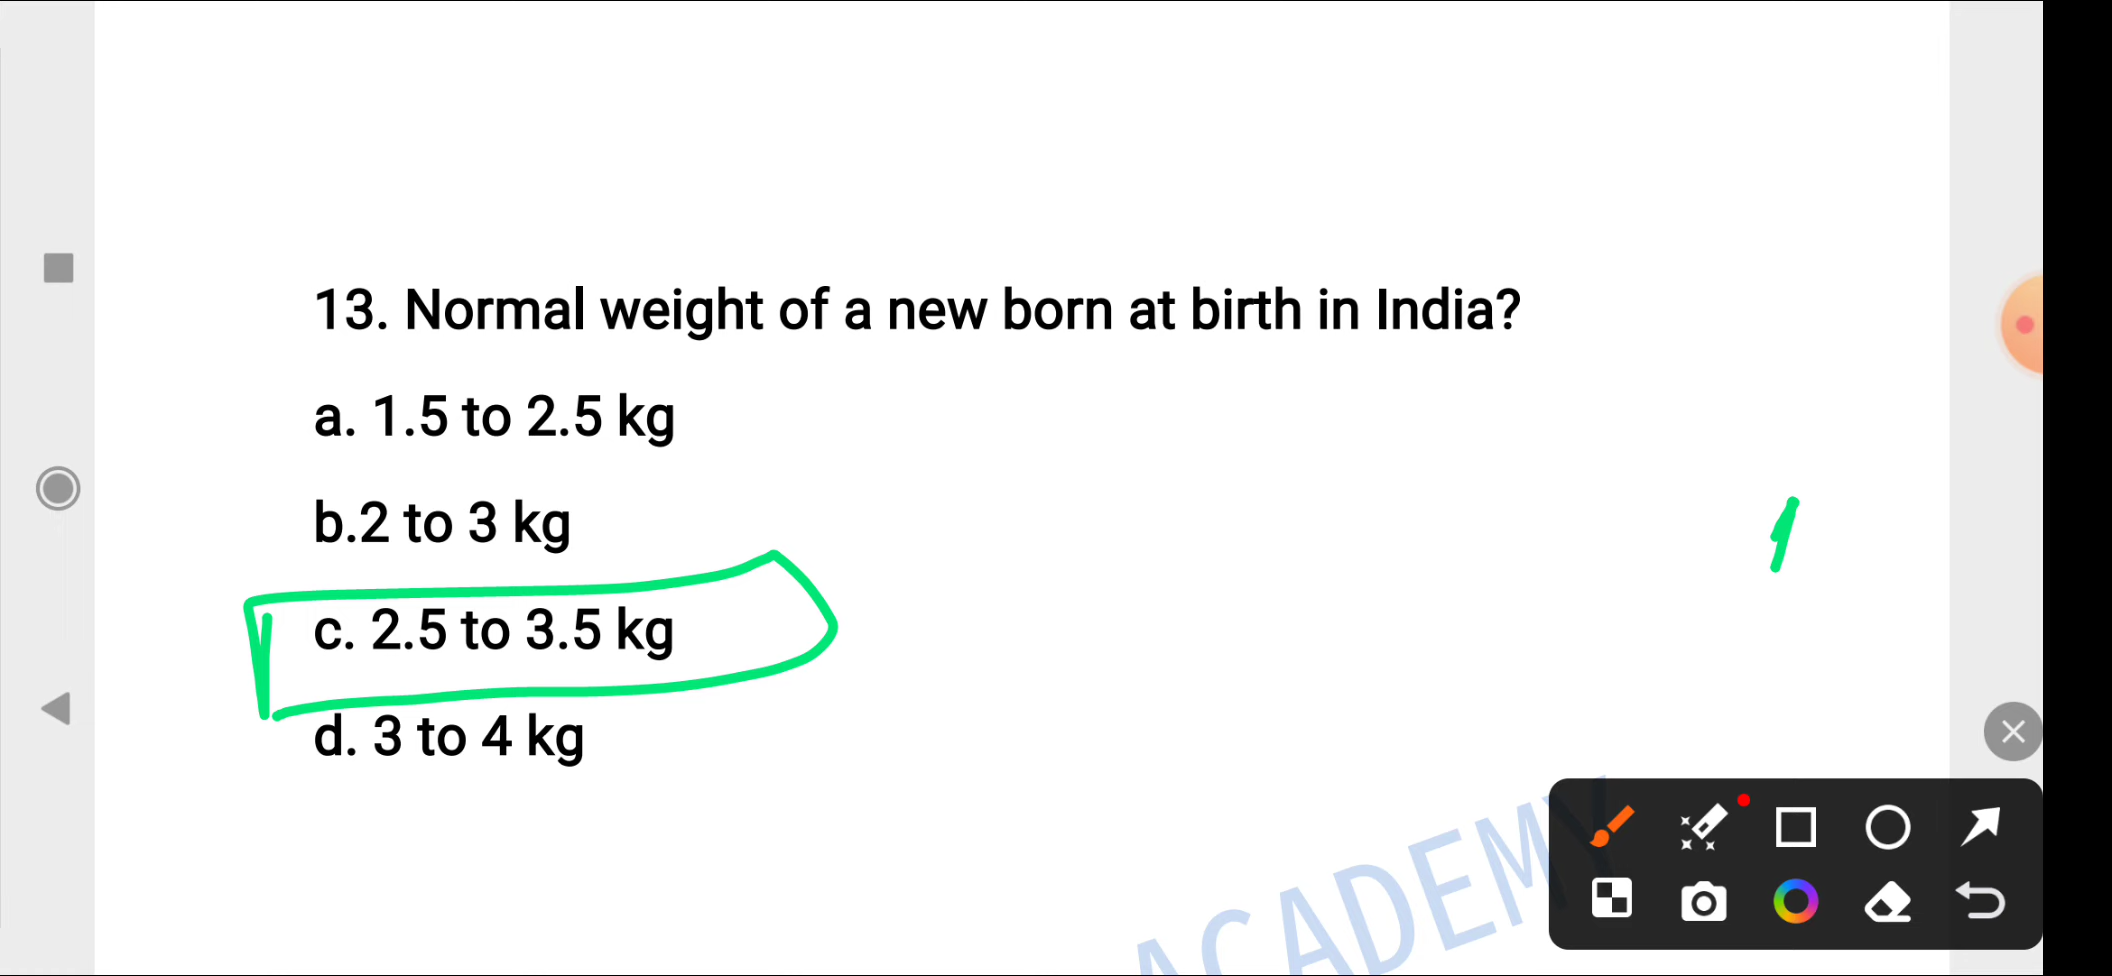 13. Normal weight of a new born at birth in India?
a. 1.5 to 2.5 kg
b.2 to 3 kg
c. 2.5 to 3.5 kg
d. 3 to 4 kg
ACADEMY